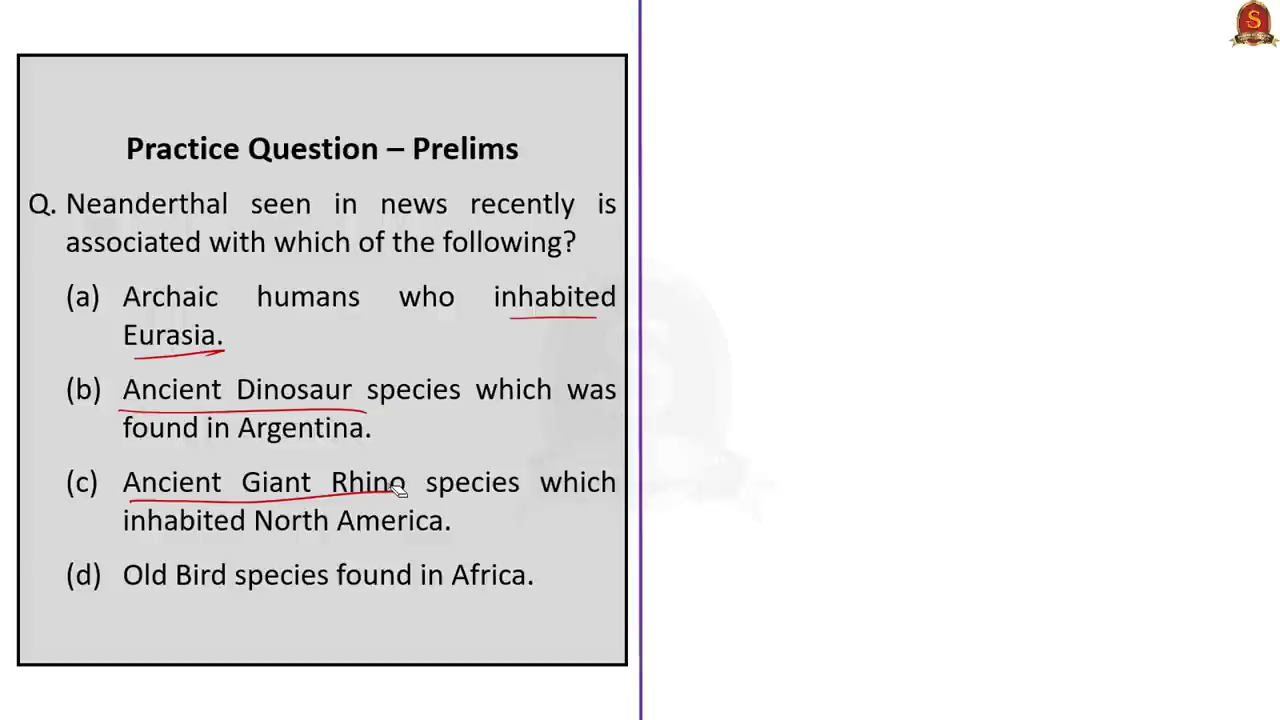 S
Practice Question – Prelims
Q. Neanderthal seen in news recently is
associated with which of the following?
(a) Archaic humans who inhabited
Eurasia.
(b) Ancient Dinosaur species which was
found in Argentina.
(c) Ancient Giant Rhino species which
inhabited North America.
(d) Old Bird species found in Africa.